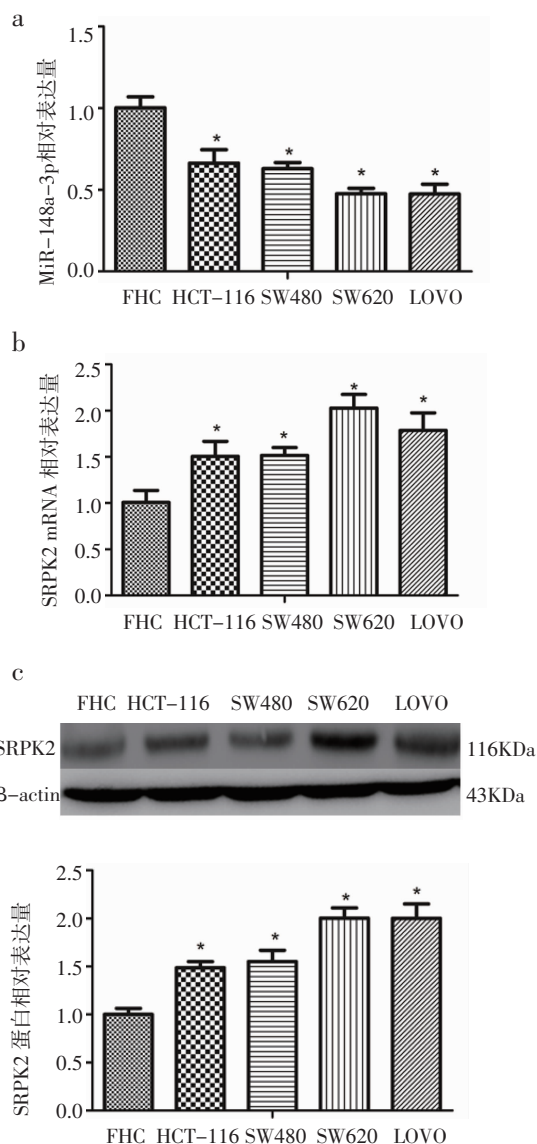 a
MiR-148a-3p相对表达量
1.5
1.0
0.5
0.0
* * * *
FHC HCT-116 SW480 SW620 LOVO
b
SRPK2 mRNA 相对表达量
2.5
2.0
1.5
1.0
0.5
0.0
* * * *
FHC HCT-116 SW480 SW620 LOVO
c
FHC HCT-116 SW480 SW620 LOVO
SRPK2 116KDa
B-actin 43KDa
SRPK2 蛋白相对表达量
2.5
2.0
1.5
1.0
0.5
0.0
* * * *
FHC HCT-116 SW480 SW620 LOVO